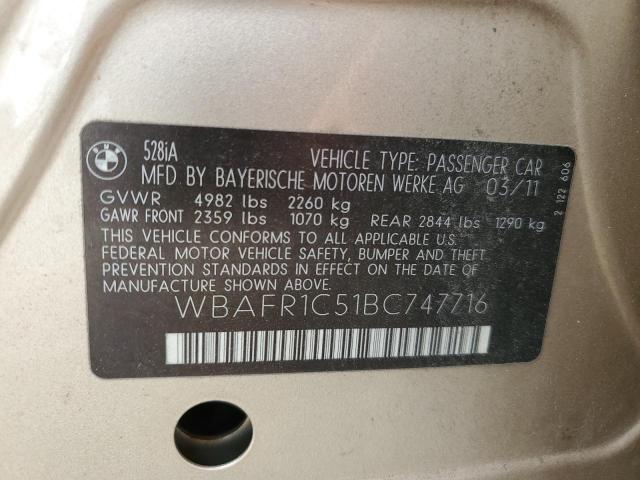 BMW
528iA
VEHICLE TYPE: PASSENGER CAR
MFD BY BAYERISCHE MOTOREN WERKE AG 03/11
GVWR 4982 lbs 2260 kg
GAWR FRONT 2359 lbs 1070 kg REAR 2844 lbs 1290 kg
THIS VEHICLE CONFORMS TO ALL APPLICABLE U.S.
FEDERAL MOTOR VEHICLE SAFETY, BUMPER AND THEFT
PREVENTION STANDARDS IN EFFECT ON THE DATE OF
MANUFACTURE SHOWN ABOVE.
WBAFR1C51BC747716
2 122 606